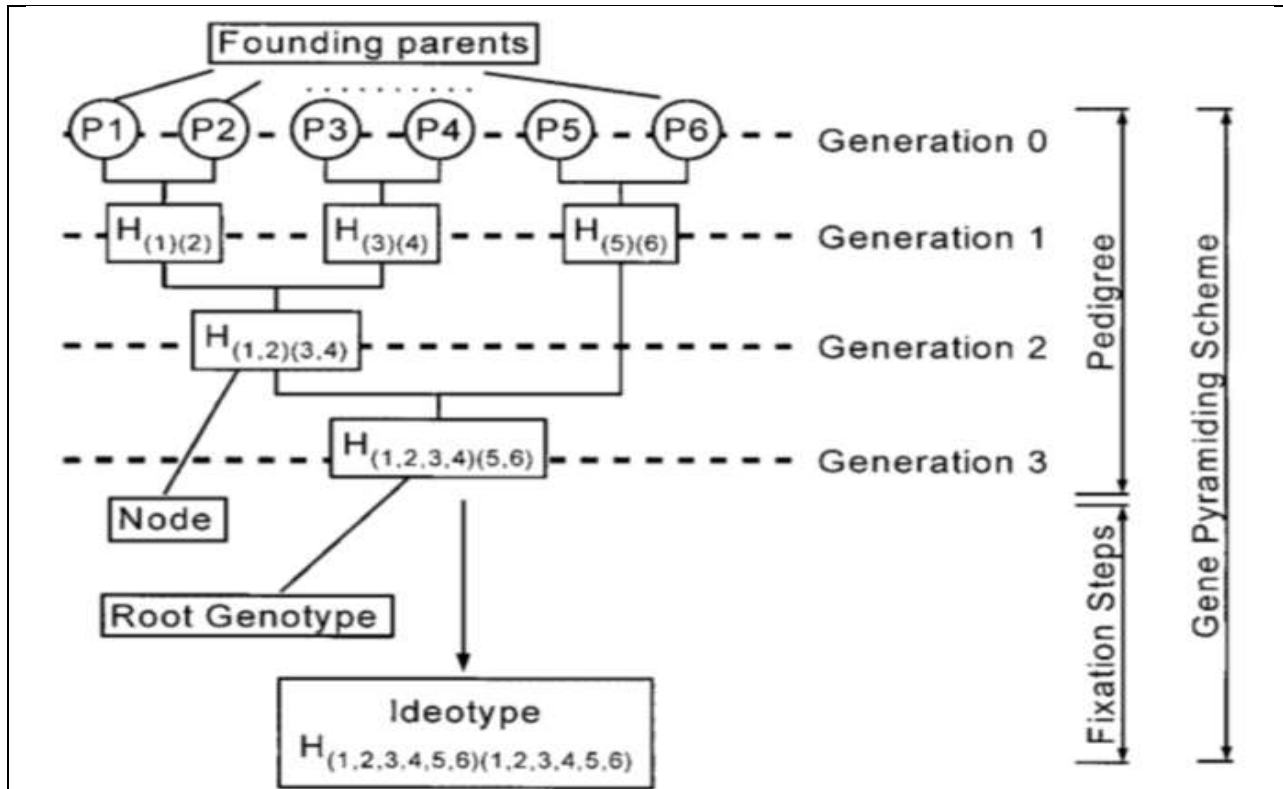 Founding parents
P1 P2 P3 P4 P5 P6 Generation 0
H(1)(2) H(3)(4) H(5)(6) Generation 1
H(1,2)(3,4) Generation 2
H(1,2,3,4)(5,6) Generation 3
Node
Root Genotype
Ideotype
H(1,2,3,4,5,6)(1,2,3,4,5,6)
Pedigree
Fixation Steps
Gene Pyramiding Scheme